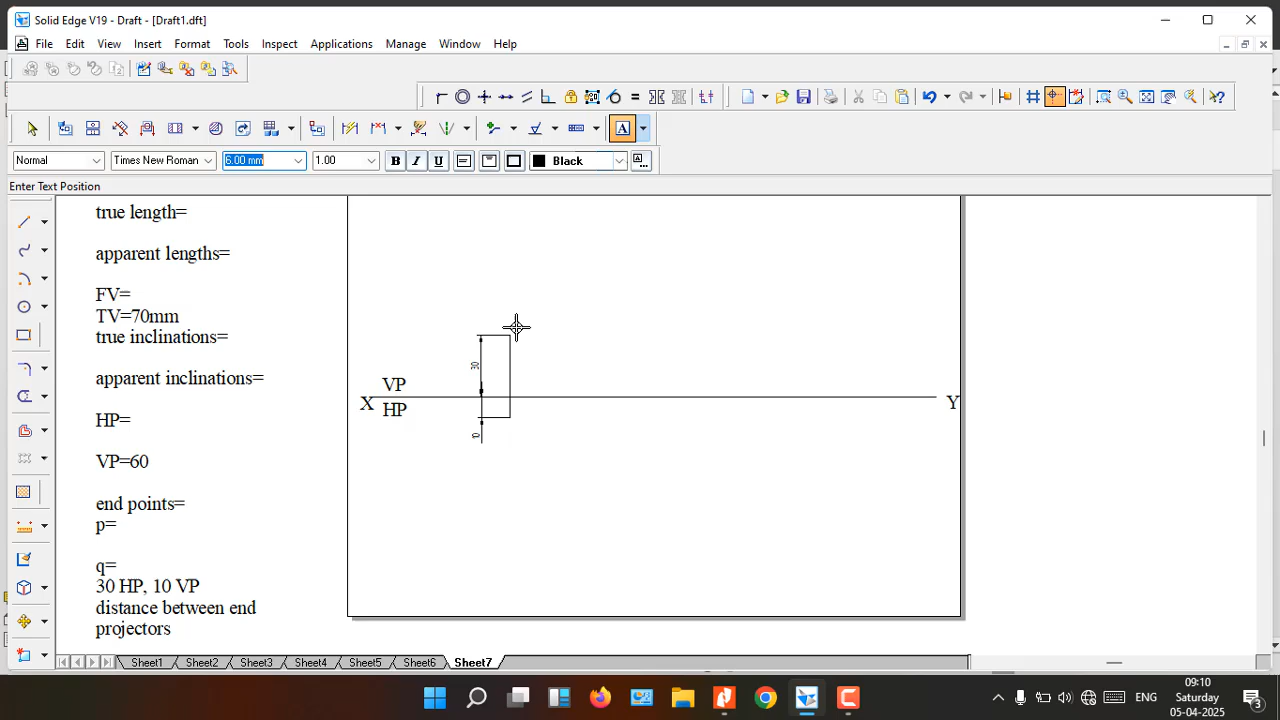 Solid Edge V19 - Draft - [Draft1.dft]
File Edit View Insert Format Tools Inspect Applications Manage Window Help
A
Normal Times New Roman 6.00 mm 1.00 B I U Black
Enter Text Position
true length=
apparent lengths=
FV=
TV=70mm
true inclinations=
apparent inclinations=
HP=
VP=60
end points=
p=
q=
30 HP, 10 VP
distance between end
projectors
30
VP
X HP Y
10
Sheet1 Sheet2 Sheet3 Sheet4 Sheet5 Sheet6 Sheet7
ENG
09:10
Saturday
05-04-2025
3